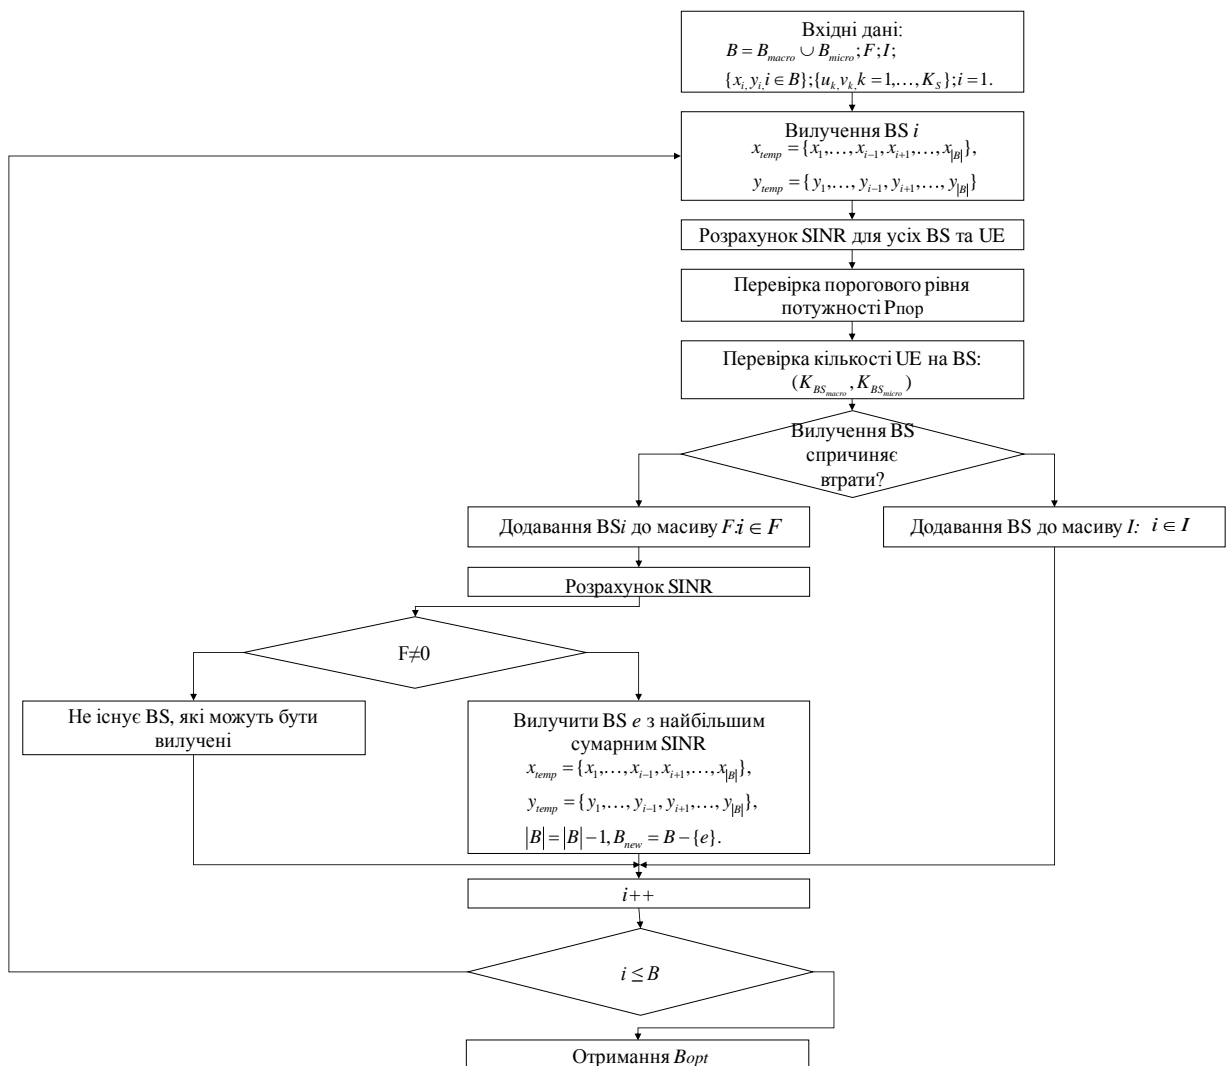 Вхідні дані:
B = B_macro ∪ B_micro; F; I;
{x_i, y_i, i ∈ B}; {u_k, v_k, k = 1,…, K_S}; i = 1.
Вилучення BS i
x_temp = {x_1,…, x_{i−1}, x_{i+1},…, x_{|B|}},
y_temp = {y_1,…, y_{i−1}, y_{i+1},…, y_{|B|}}
Розрахунок SINR для усіх BS та UE
Перевірка порогового рівня
потужності Pпор
Перевірка кількості UE на BS:
(K_{BS_macro}, K_{BS_micro})
Вилучення BS
спричиняє
втрати?
Додавання BSi до масиву F: i ∈ F
Додавання BS до масиву I: i ∈ I
Розрахунок SINR
F≠0
Не існує BS, які можуть бути
вилучені
Вилучити BS e з найбільшим
сумарним SINR
x_temp = {x_1,…, x_{i−1}, x_{i+1},…, x_{|B|}},
y_temp = {y_1,…, y_{i−1}, y_{i+1},…, y_{|B|}},
|B| = |B| − 1, B_new = B − {e}.
i++
i ≤ B
Отримання Bopt